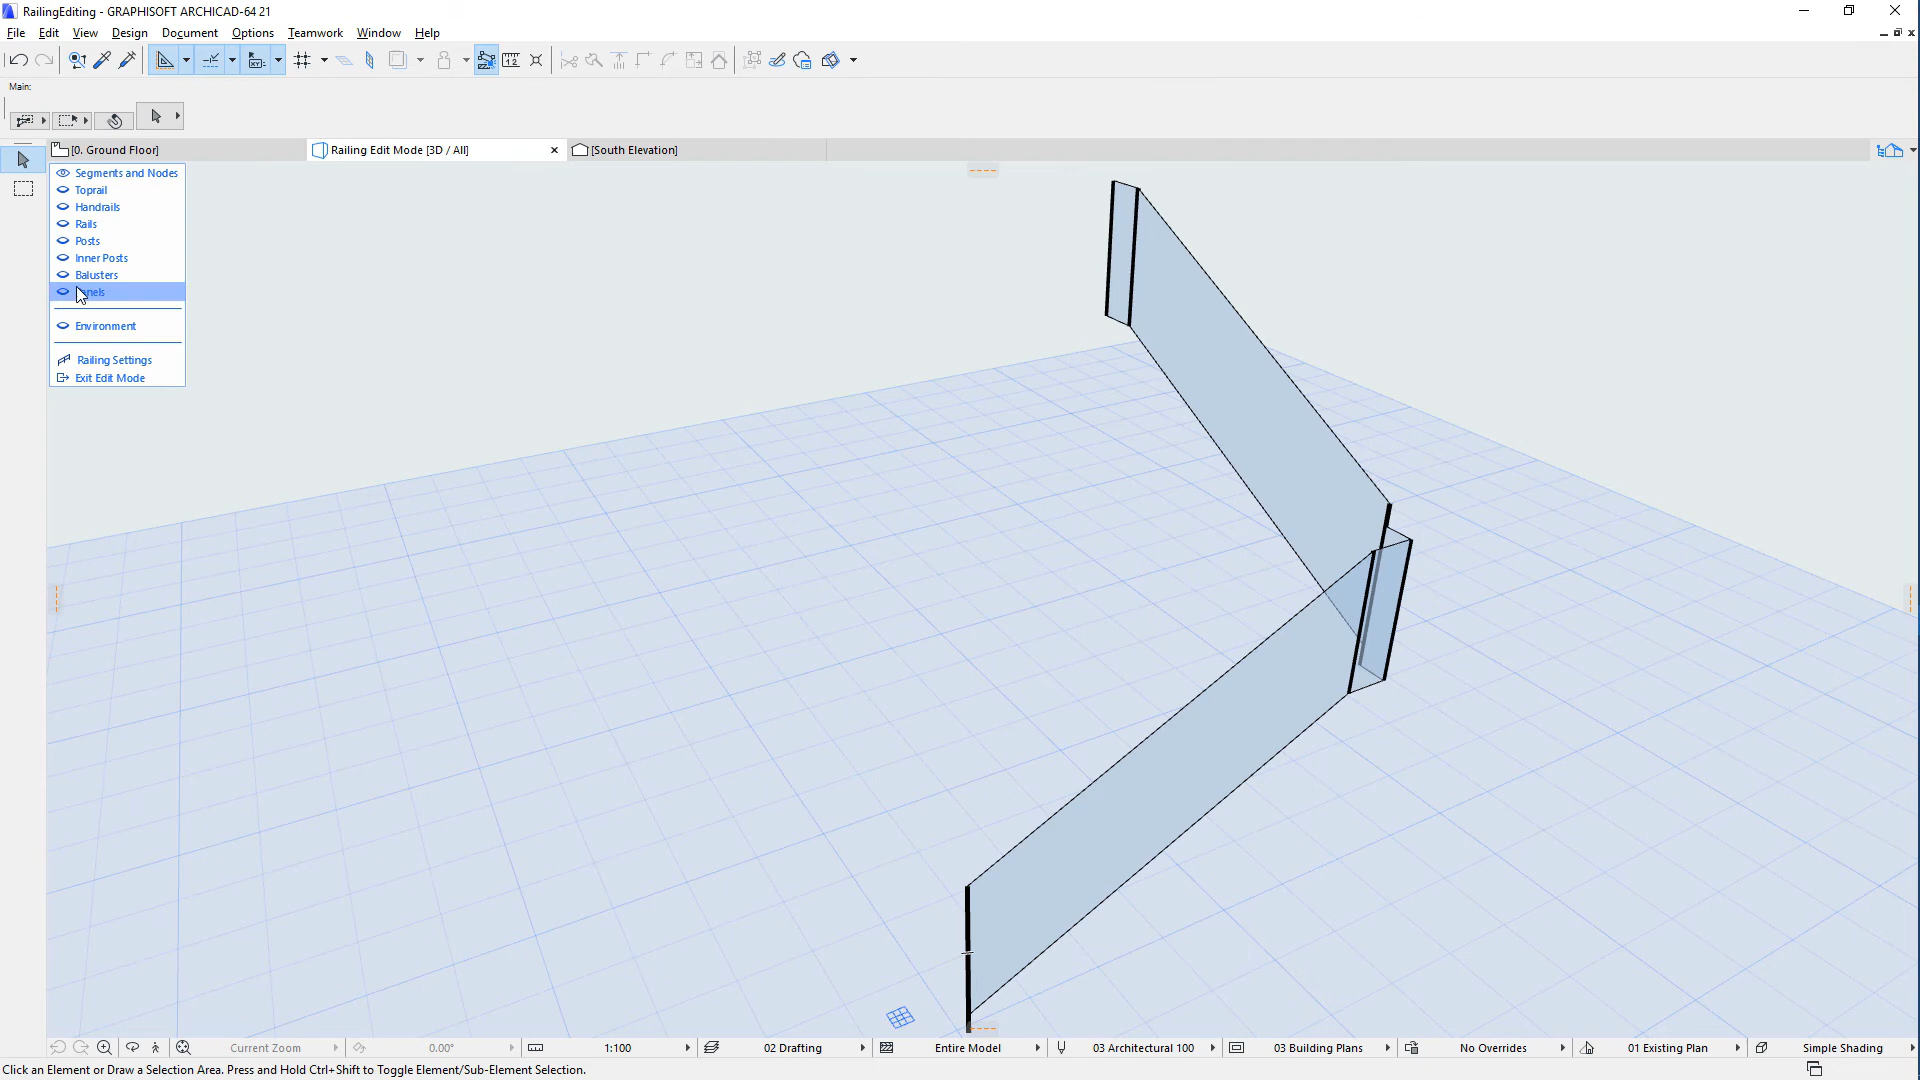 RailingEditing - GRAPHISOFT ARCHICAD-64 21
File Edit View Design Document Options Teamwork Window Help
Main:
[0. Ground Floor] Railing Edit Mode [3D / All] [South Elevation]
Segments and Nodes
Toprail
Handrails
Rails
Posts
Inner Posts
Balusters
Environment
Railing Settings
Exit Edit Mode
Current Zoom 0.00° 1:100 02 Drafting Entire Model 03 Architectural 100 03 Building Plans No Overrides 01 Existing Plan Simple Shading
Click an Element or Draw a Selection Area. Press and Hold Ctrl+Shift to Toggle Element/Sub-Element Selection.